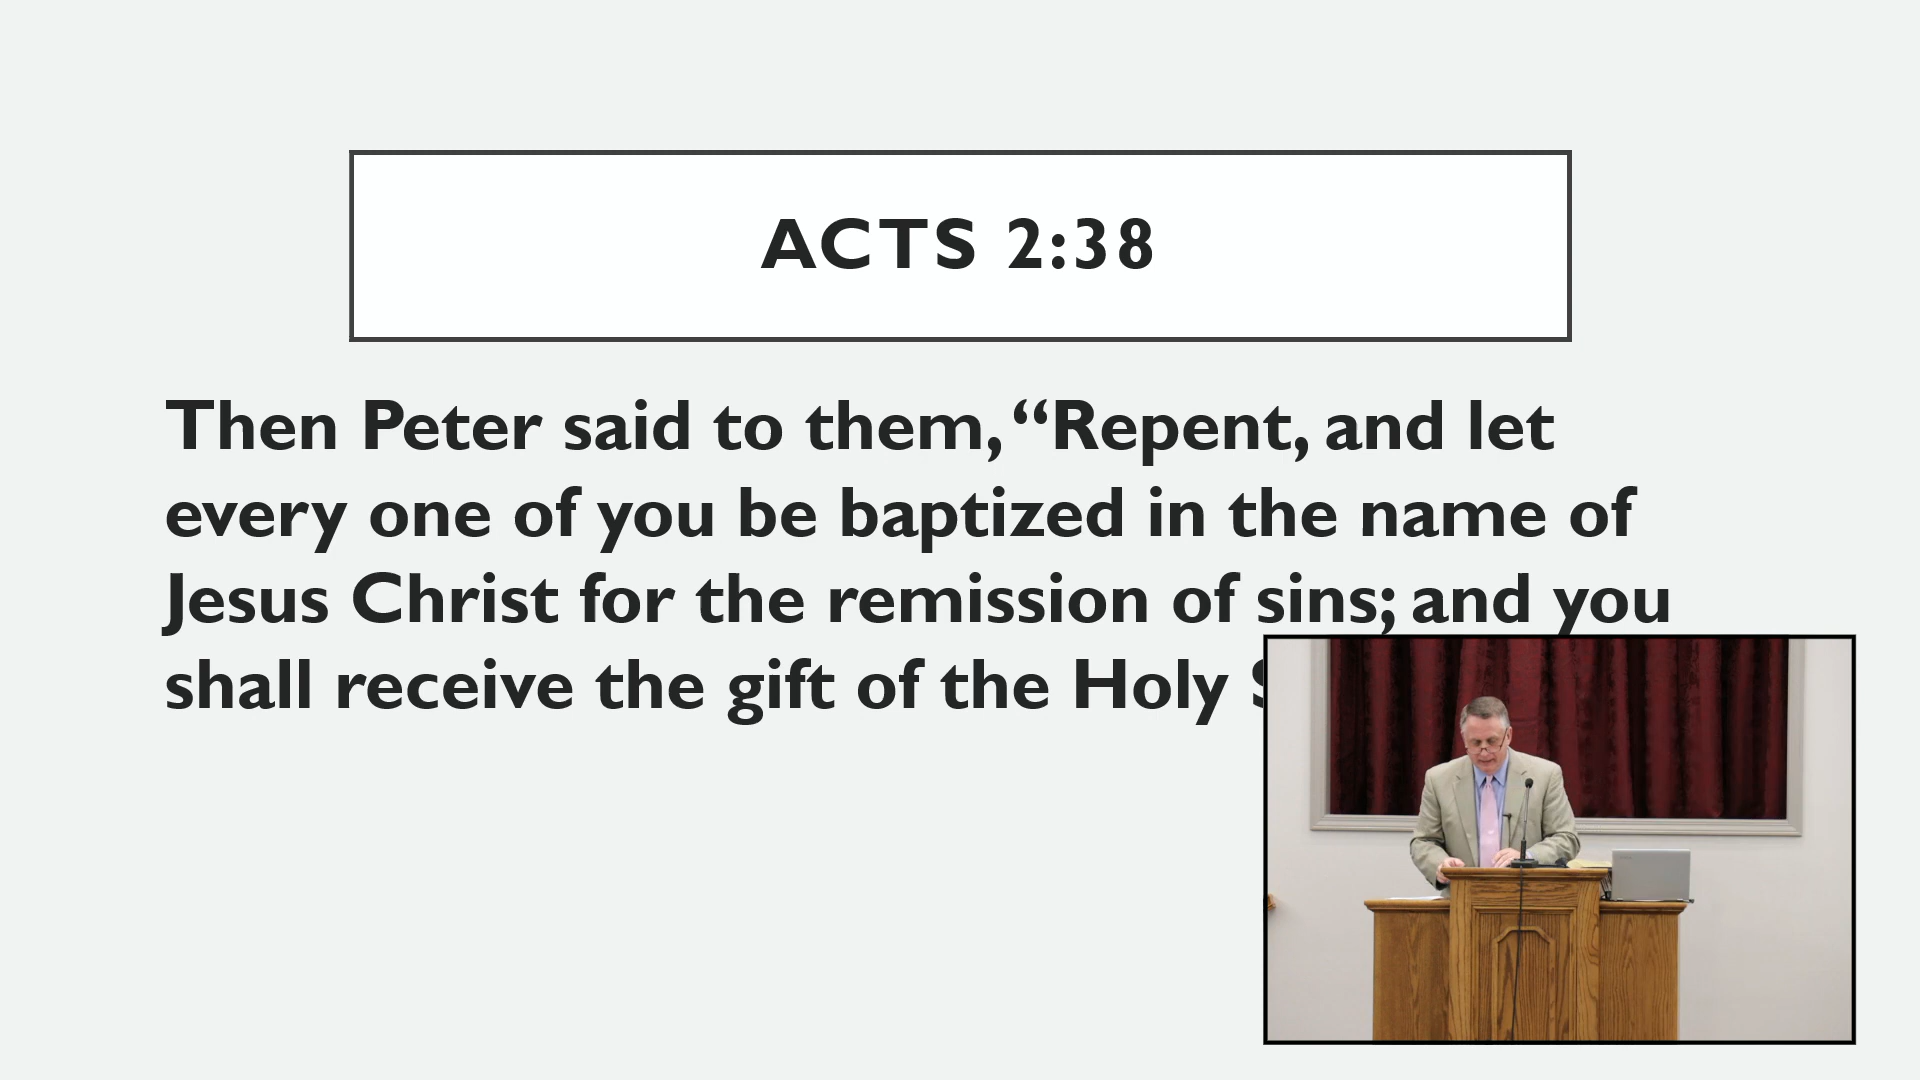 ACTS 2:38
Then Peter said to them, “Repent, and let
every one of you be baptized in the name of
Jesus Christ for the remission of sins; and you
shall receive the gift of the Holy